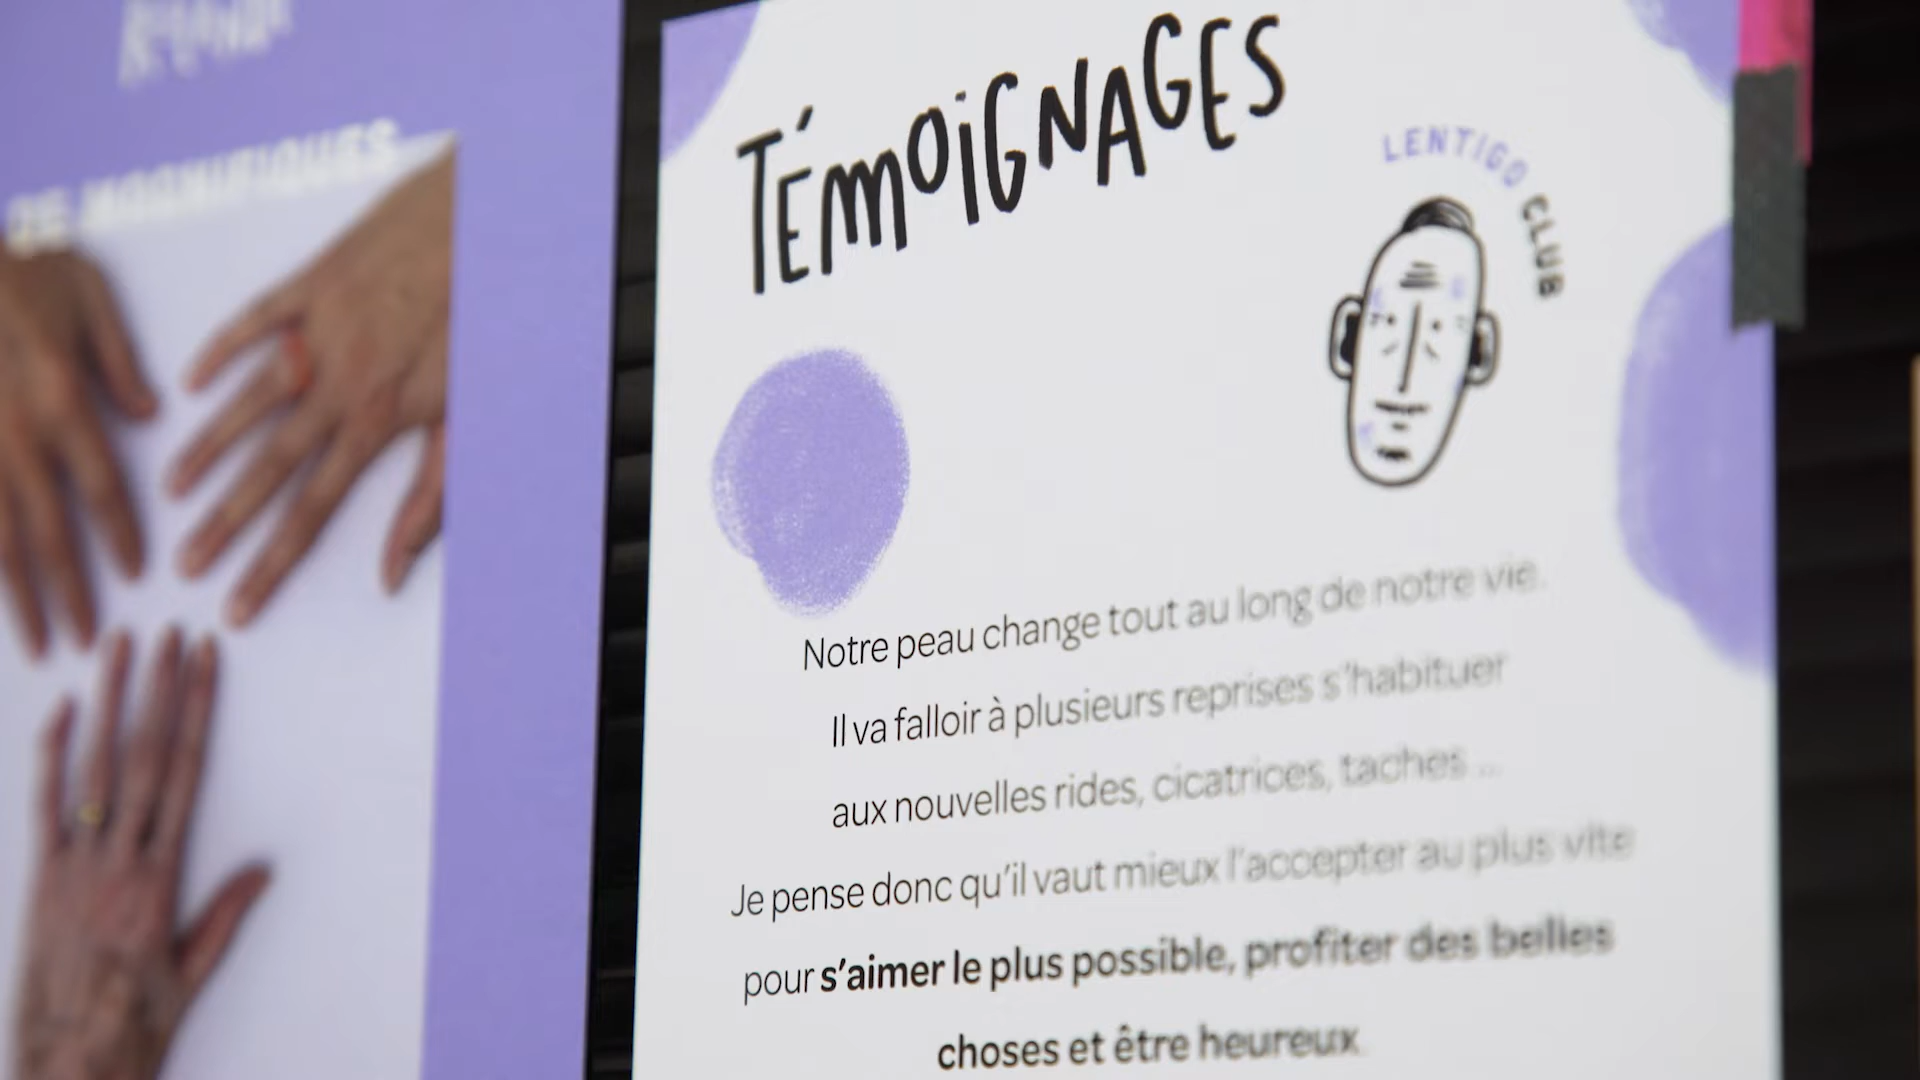 DE MAGNIFIQUES
TÉMOIGNAGES
LENTIGO CLUB
Notre peau change tout au long de notre vie.
Il va falloir à plusieurs reprises s'habituer
aux nouvelles rides, cicatrices, taches ...
Je pense donc qu'il vaut mieux l'accepter au plus vite
pour s'aimer le plus possible, profiter des belles
choses et être heureux